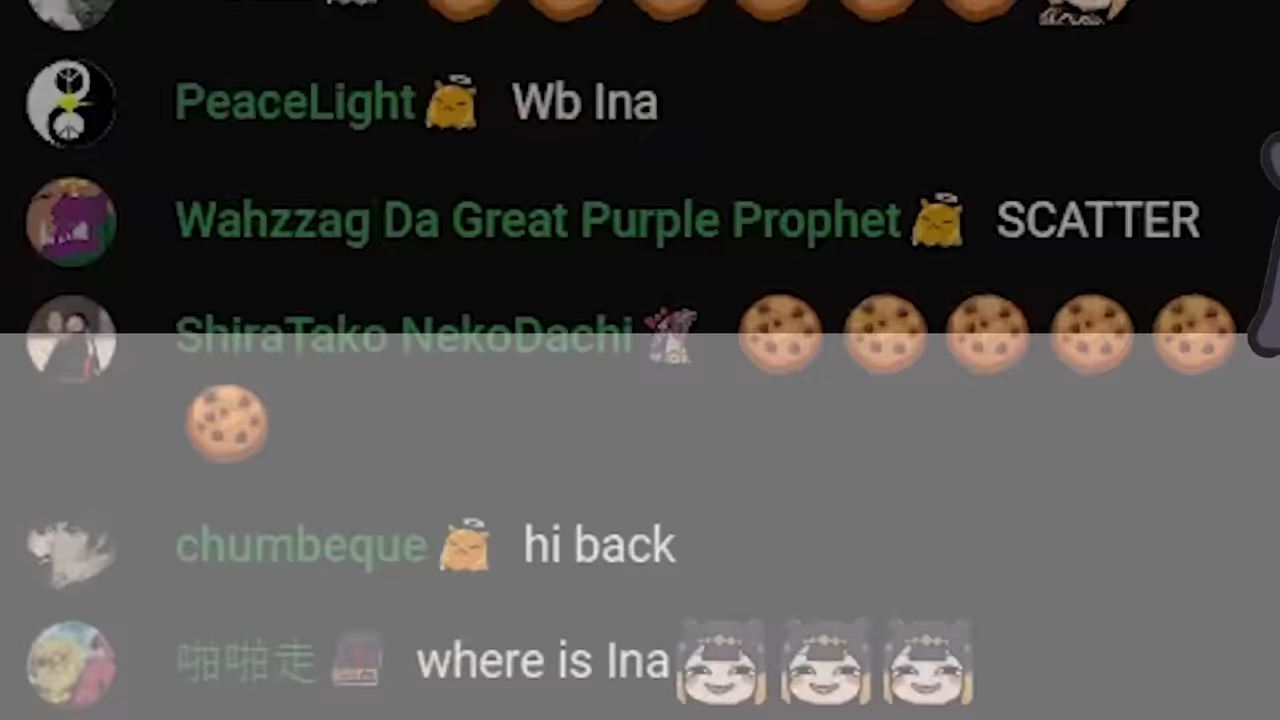 PeaceLight Wb Ina
Wahzzag Da Great Purple Prophet SCATTER
ShiraTako NekoDachi
chumbeque hi back
啪啪走 where is Ina